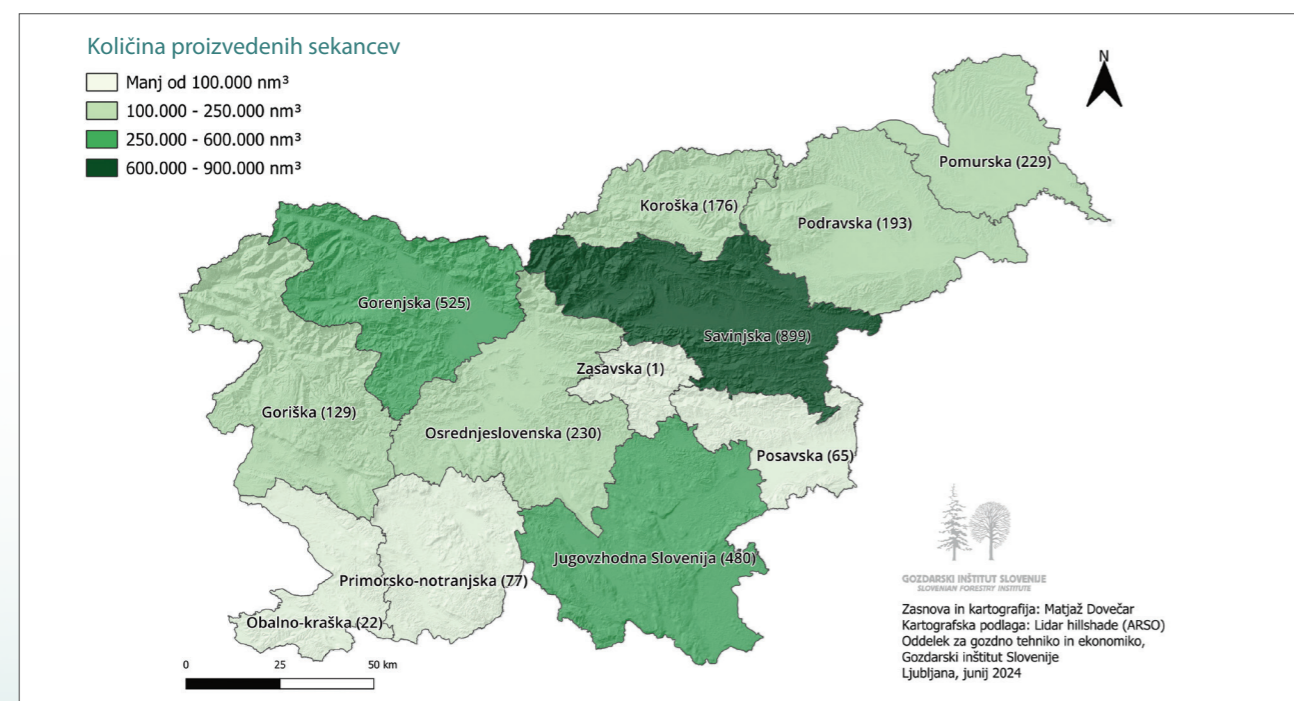 Količina proizvedenih sekancev
Manj od 100.000 nm³
100.000 - 250.000 nm³
250.000 - 600.000 nm³
600.000 - 900.000 nm³
N
Pomurska (229)
Koroška (176)
Podravska (193)
Gorenjska (525)
Savinjska (899)
Zasavska (1)
Goriška (129)
Osrednjeslovenska (230)
Posavska (65)
Jugovzhodna Slovenija (480)
Primorsko-notranjska (77)
Obalno-kraška (22)
0 25 50 km
GOZDARSKI INŠTITUT SLOVENIJE
SLOVENIAN FORESTRY INSTITUTE
Zasnova in kartografija: Matjaž Dovečar
Kartografska podlaga: Lidar hillshade (ARSO)
Oddelek za gozdno tehniko in ekonomiko,
Gozdarski inštitut Slovenije
Ljubljana, junij 2024